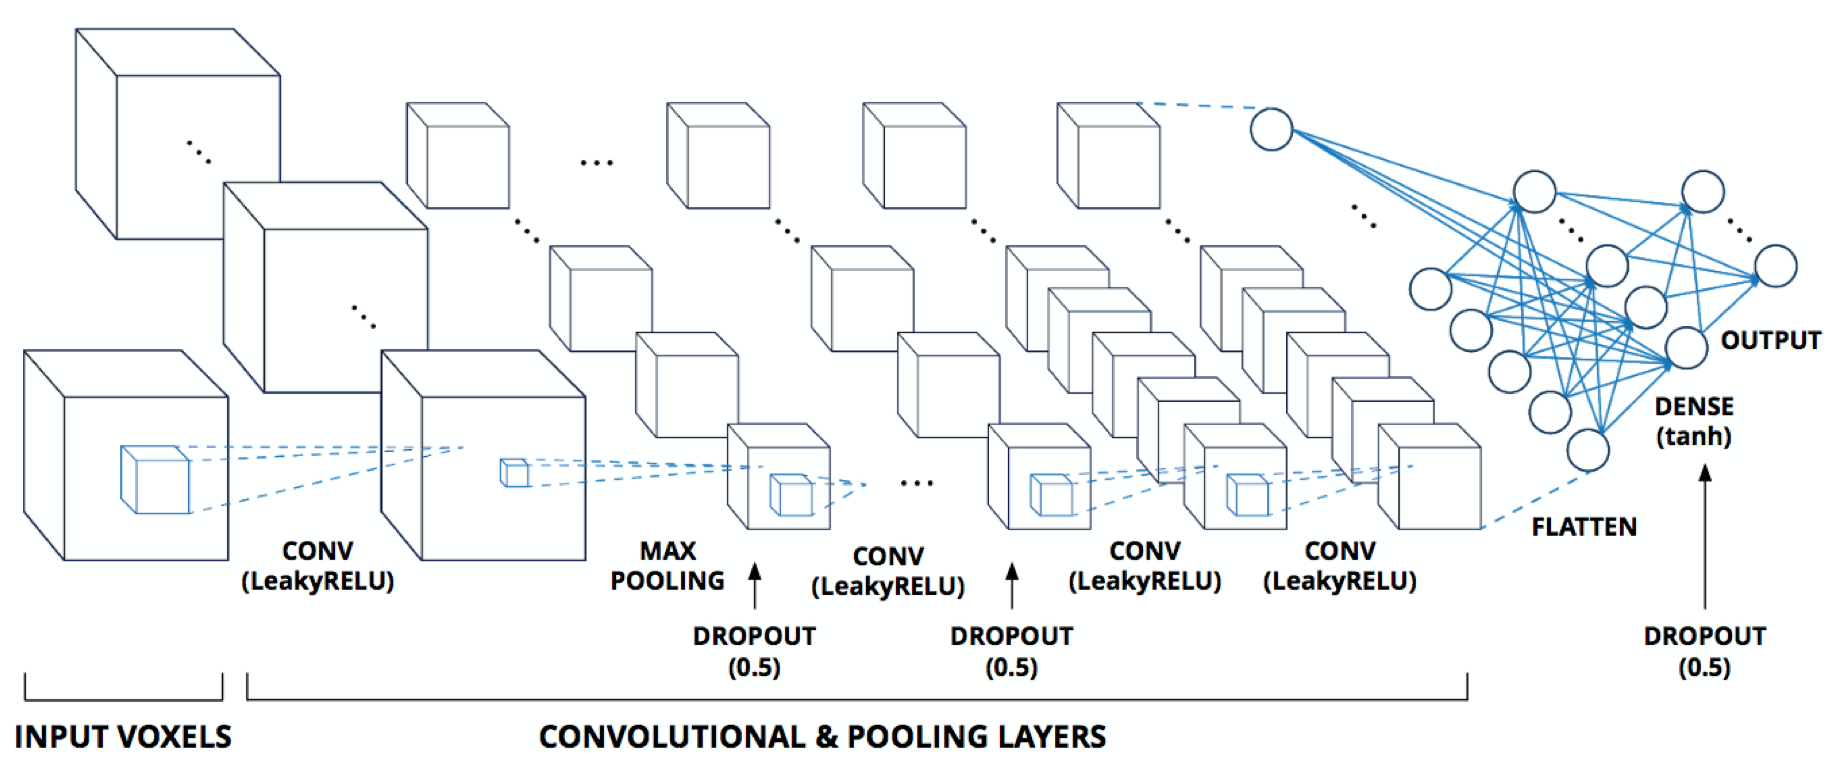 OUTPUT
DENSE
(tanh)
FLATTEN
CONV
(LeakyRELU)
MAX
POOLING
CONV
(LeakyRELU)
CONV
(LeakyRELU)
CONV
(LeakyRELU)
DROPOUT
(0.5)
DROPOUT
(0.5)
DROPOUT
(0.5)
INPUT VOXELS
CONVOLUTIONAL & POOLING LAYERS